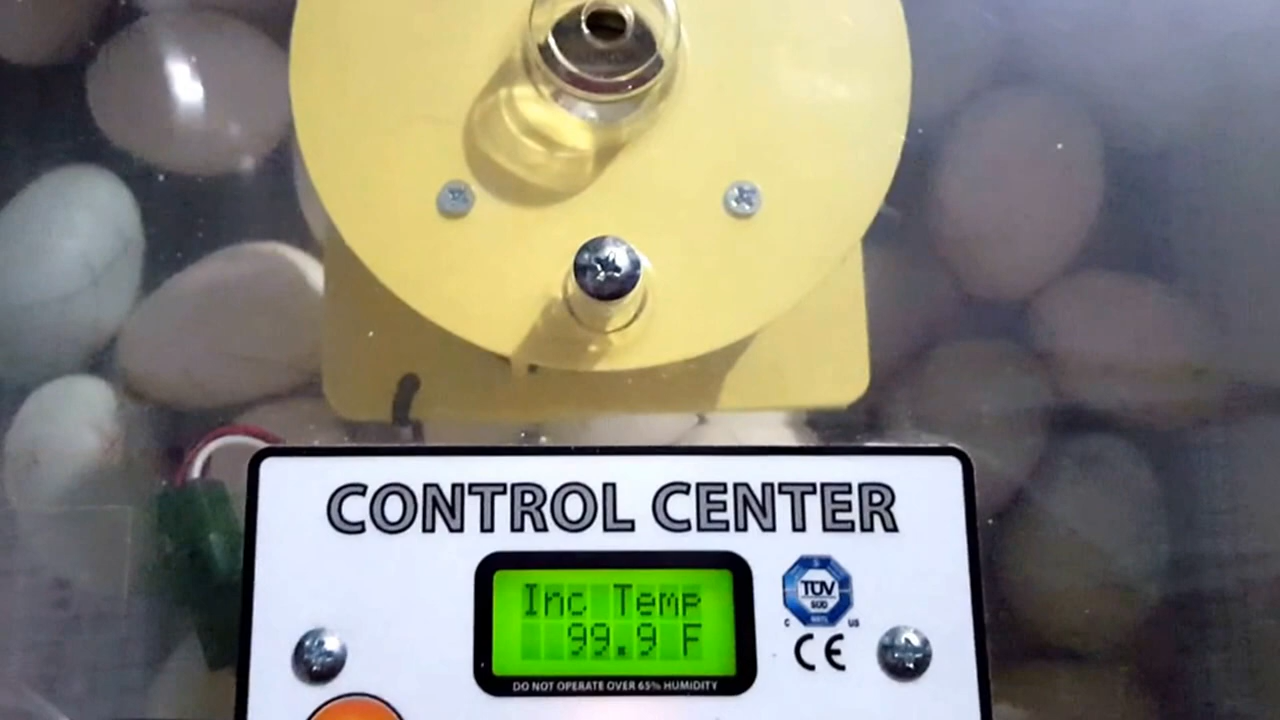 CONTROL CENTER
Inc Temp
99.9 F
TÜV
SÜD
C US
CE
DO NOT OPERATE OVER 65% HUMIDITY